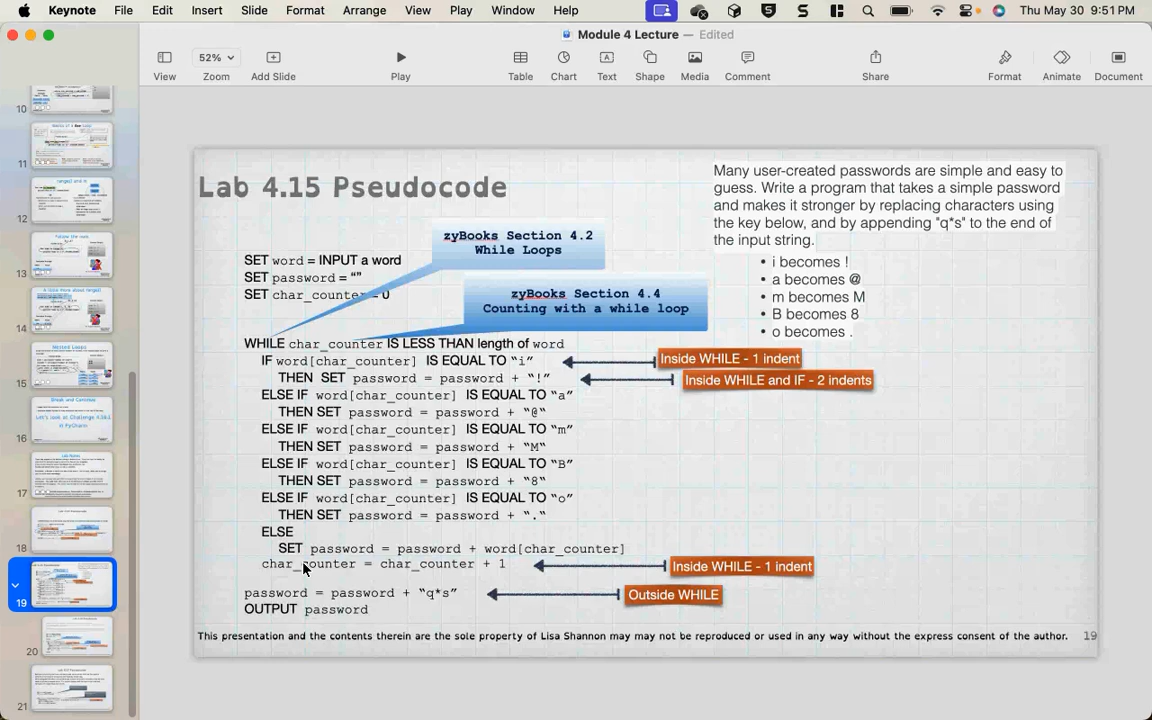 Keynote File Edit Insert Slide Format Arrange View Play Window Help Thu May 30 9:51 PM
Module 4 Lecture — Edited
52%
View Zoom Add Slide Play Table Chart Text Shape Media Comment Share Format Animate Document
10
11
12
13
14
15
16
17
18
19
20
21
Lab 4.15 Pseudocode
Many user-created passwords are simple and easy to
guess. Write a program that takes a simple password
and makes it stronger by replacing characters using
the key below, and by appending "q*s" to the end of
the input string.
• i becomes !
• a becomes @
• m becomes M
• B becomes 8
• o becomes .
zyBooks Section 4.2
While Loops
zyBooks Section 4.4
Counting with a while loop
SET word = INPUT a word
SET password = “”
SET char_counter = 0
WHILE char_counter IS LESS THAN length of word
IF word[char_counter] IS EQUAL TO “i”
THEN SET password = password + “!“
ELSE IF word[char_counter] IS EQUAL TO “a”
THEN SET password = password + “@“
ELSE IF word[char_counter] IS EQUAL TO “m”
THEN SET password = password + “M“
ELSE IF word[char_counter] IS EQUAL TO “B”
THEN SET password = password + “8“
ELSE IF word[char_counter] IS EQUAL TO “o”
THEN SET password = password + “.“
ELSE
SET password = password + word[char_counter]
char_counter = char_counter + 1
password = password + “q*s”
OUTPUT password
Inside WHILE - 1 indent
Inside WHILE and IF - 2 indents
Inside WHILE - 1 indent
Outside WHILE
This presentation and the contents therein are the sole property of Lisa Shannon may may not be reproduced or used in any way without the express consent of the author. 19